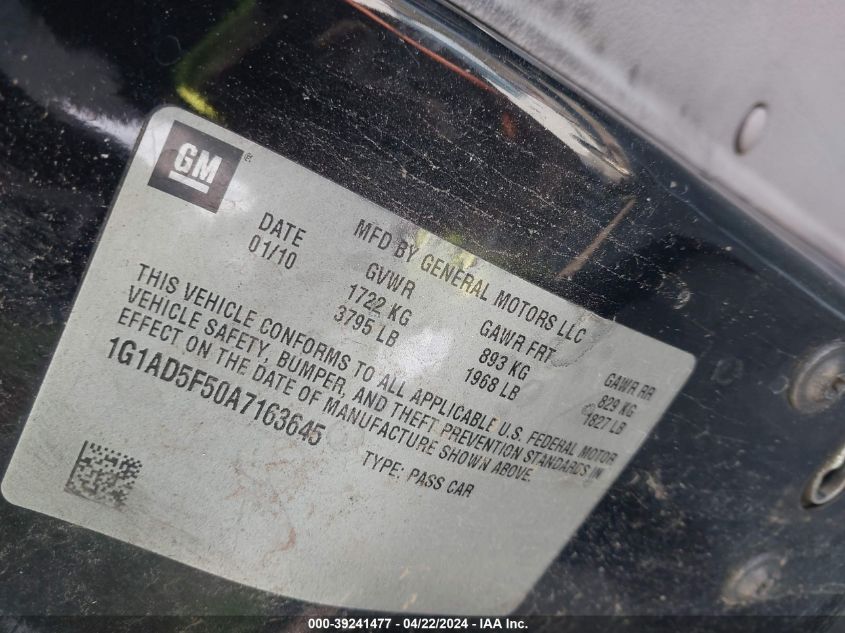 GM®
MFD BY GENERAL MOTORS LLC
DATE GVWR GAWR FRT GAWR RR
01/10 1722 KG 893 KG 829 KG
3795 LB 1968 LB 1827 LB
THIS VEHICLE CONFORMS TO ALL APPLICABLE U.S. FEDERAL MOTOR
VEHICLE SAFETY, BUMPER, AND THEFT PREVENTION STANDARDS IN
EFFECT ON THE DATE OF MANUFACTURE SHOWN ABOVE.
1G1AD5F50A7163645
TYPE: PASS CAR
000-39241477 - 04/22/2024 - IAA Inc.